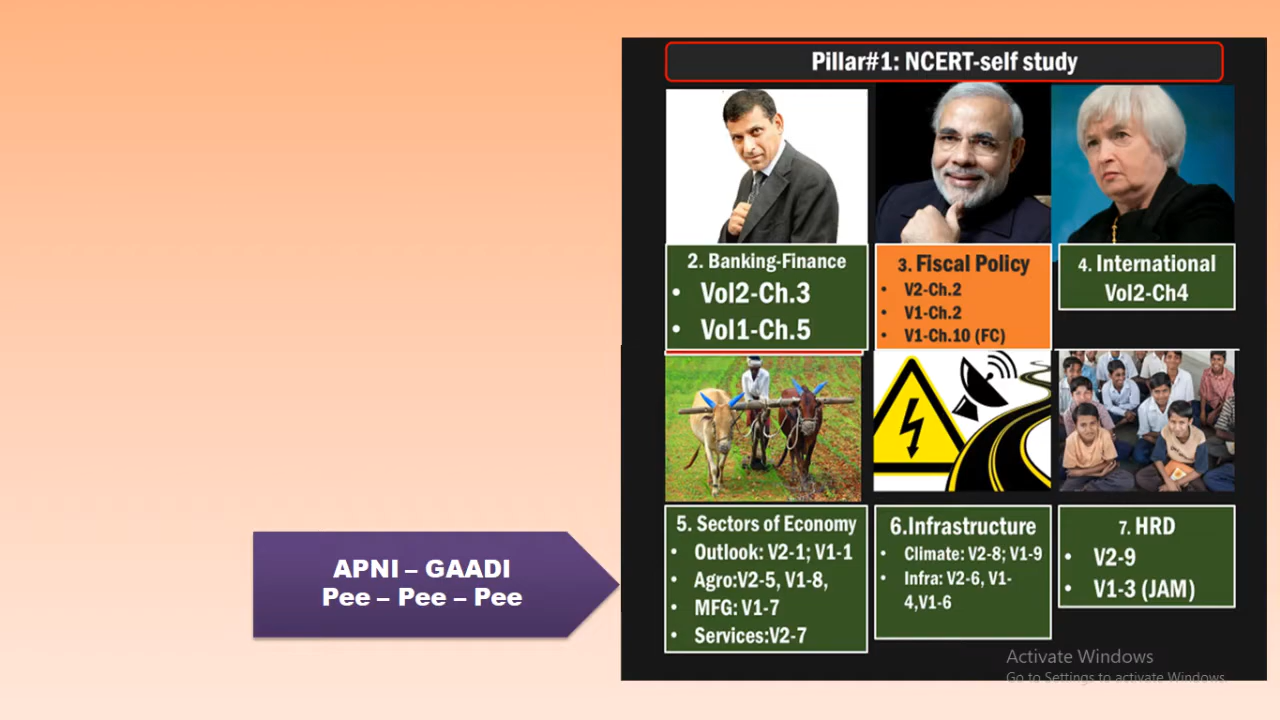 Pillar#1: NCERT-self study
2. Banking-Finance
• Vol2-Ch.3
• Vol1-Ch.5
3. Fiscal Policy
• V2-Ch.2
• V1-Ch.2
• V1-Ch.10 (FC)
4. International
Vol2-Ch4
5. Sectors of Economy
• Outlook: V2-1; V1-1
• Agro:V2-5, V1-8,
• MFG: V1-7
• Services:V2-7
6.Infrastructure
• Climate: V2-8; V1-9
• Infra: V2-6, V1-
4,V1-6
7. HRD
• V2-9
• V1-3 (JAM)
APNI – GAADI
Pee – Pee – Pee
Activate Windows
Go to Settings to activate Windows.